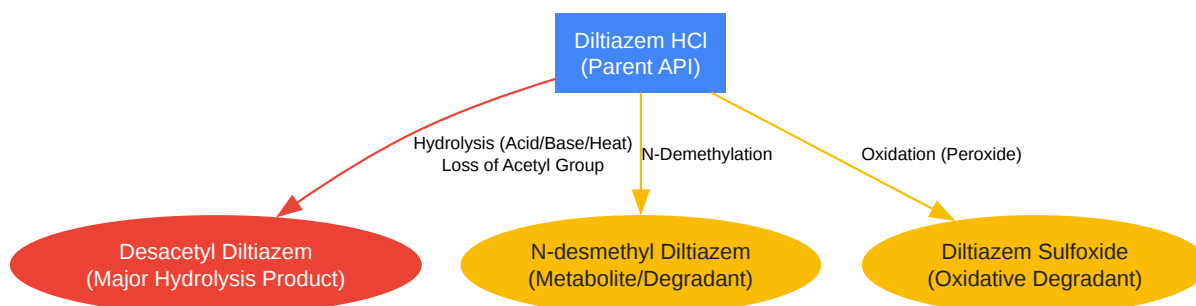 Diltiazem HCl
(Parent API)
Hydrolysis (Acid/Base/Heat)
Loss of Acetyl Group
N-Demethylation
Oxidation (Peroxide)
Desacetyl Diltiazem
(Major Hydrolysis Product)
N-desmethyl Diltiazem
(Metabolite/Degradant)
Diltiazem Sulfoxide
(Oxidative Degradant)